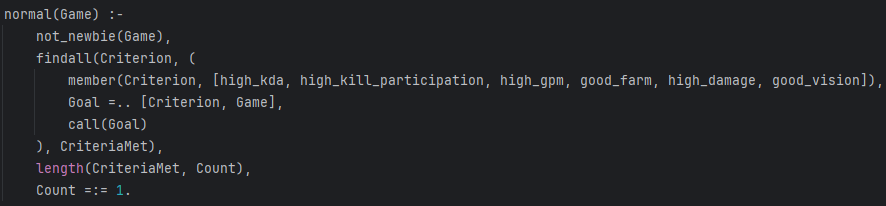 normal(Game) :-
    not_newbie(Game),
    findall(Criterion, (
        member(Criterion, [high_kda, high_kill_participation, high_gpm, good_farm, high_damage, good_vision]),
        Goal =.. [Criterion, Game],
        call(Goal)
    ), CriteriaMet),
    length(CriteriaMet, Count),
    Count =:= 1.